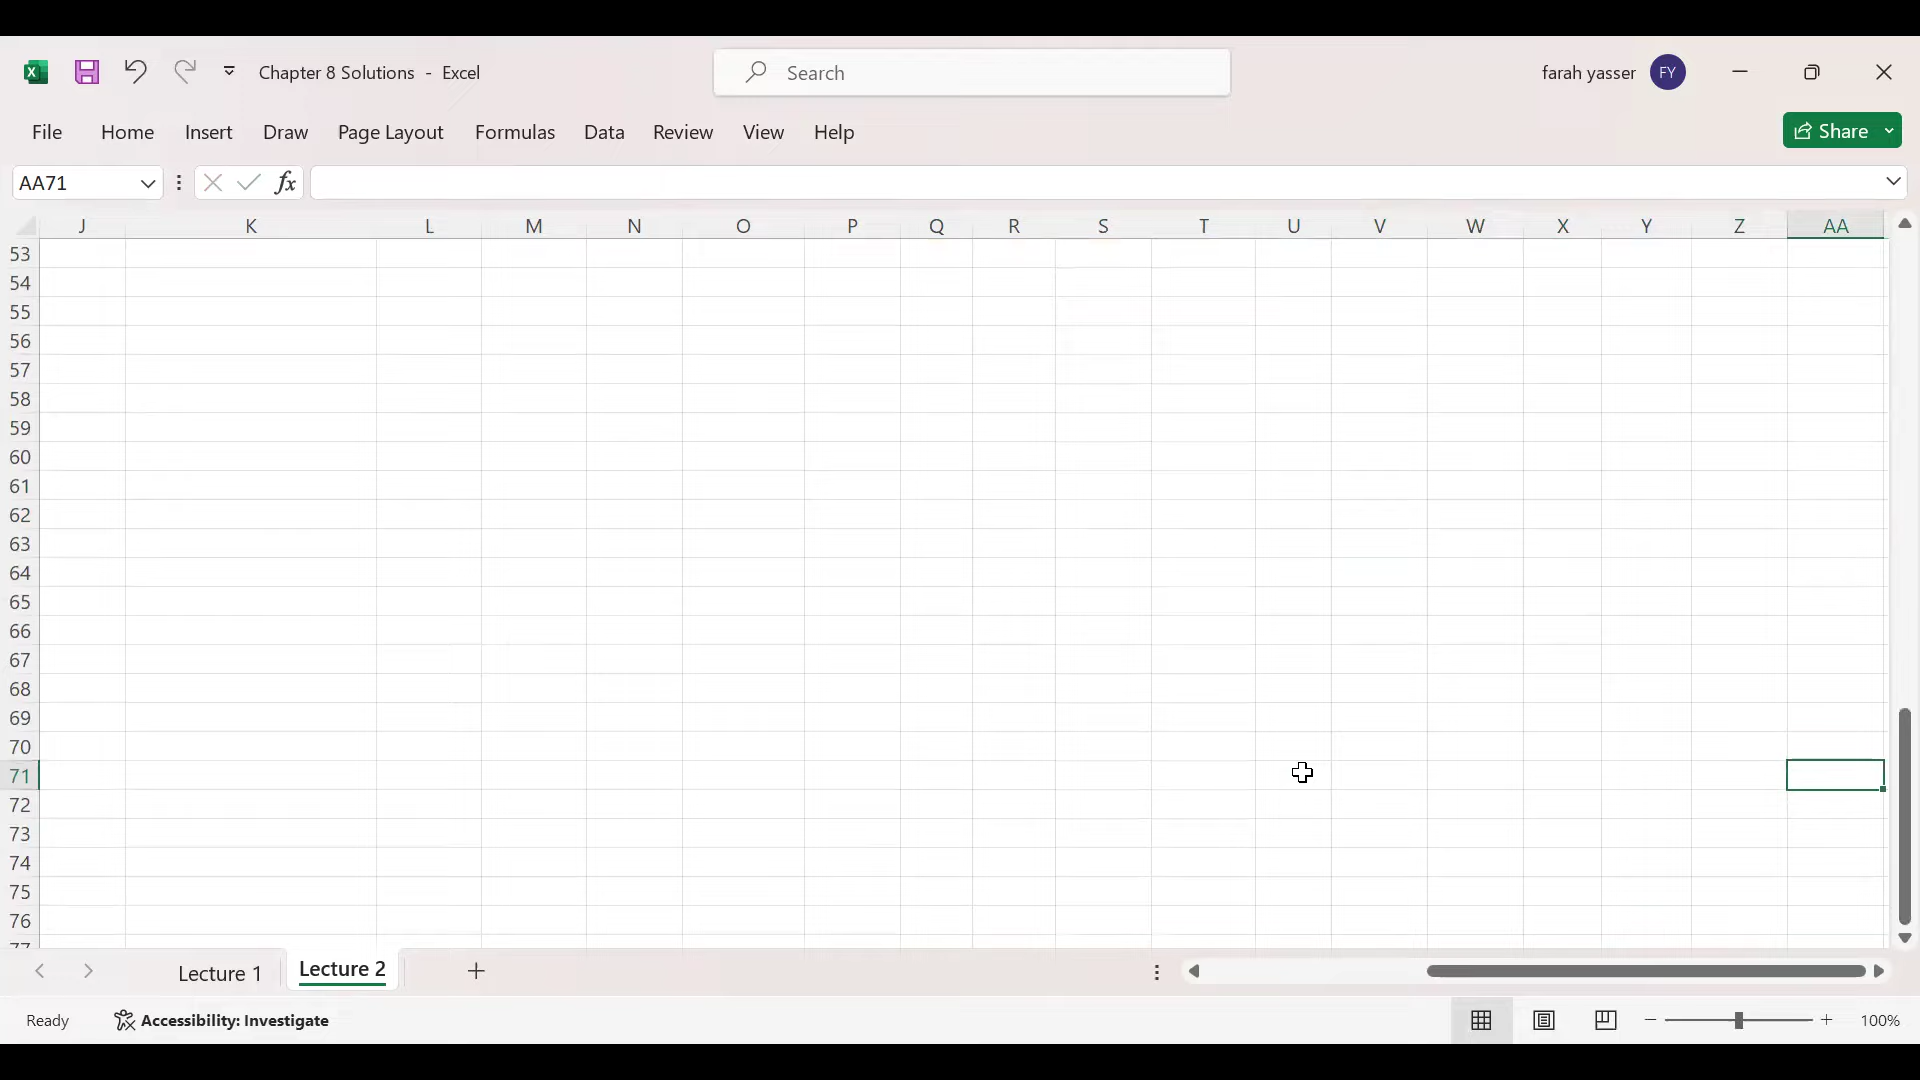 Chapter 8 Solutions - Excel
Search
farah yasser FY
File Home Insert Draw Page Layout Formulas Data Review View Help
Share
AA71
fx
J K L M N O P Q R S T U V W X Y Z AA
53
54
55
56
57
58
59
60
61
62
63
64
65
66
67
68
69
70
71
72
73
74
75
76
77
Lecture 1 Lecture 2
Ready Accessibility: Investigate 100%